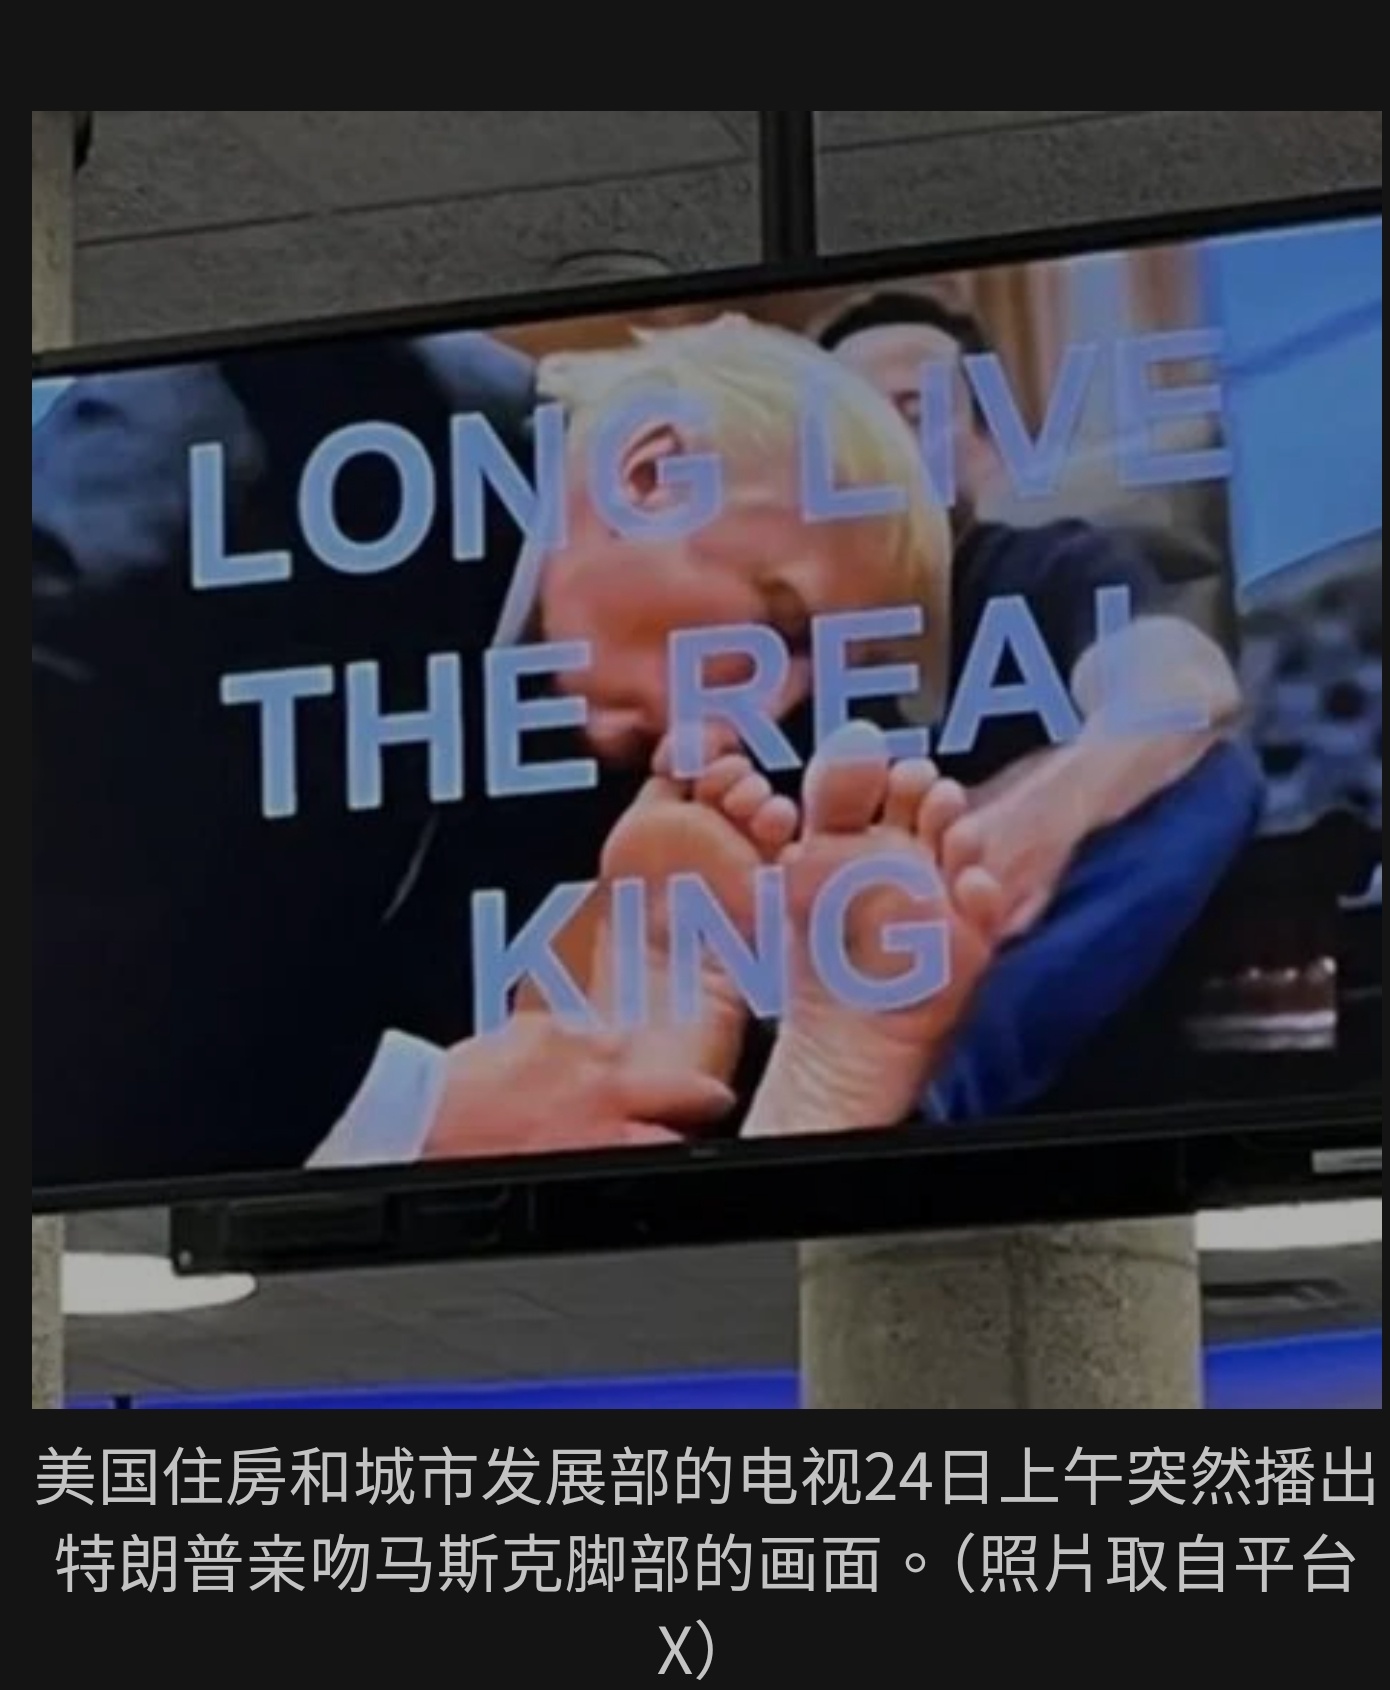 LONG LIVE
THE REAL
KING
美国住房和城市发展部的电视24日上午突然播出
特朗普亲吻马斯克脚部的画面。（照片取自平台
X）